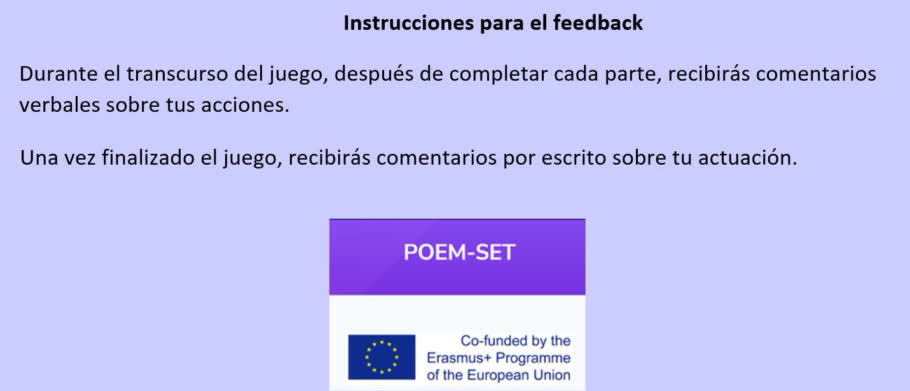 Instrucciones para el feedback
Durante el transcurso del juego, después de completar cada parte, recibirás comentarios
verbales sobre tus acciones.
Una vez finalizado el juego, recibirás comentarios por escrito sobre tu actuación.
POEM-SET
Co-funded by the
Erasmus+ Programme
of the European Union